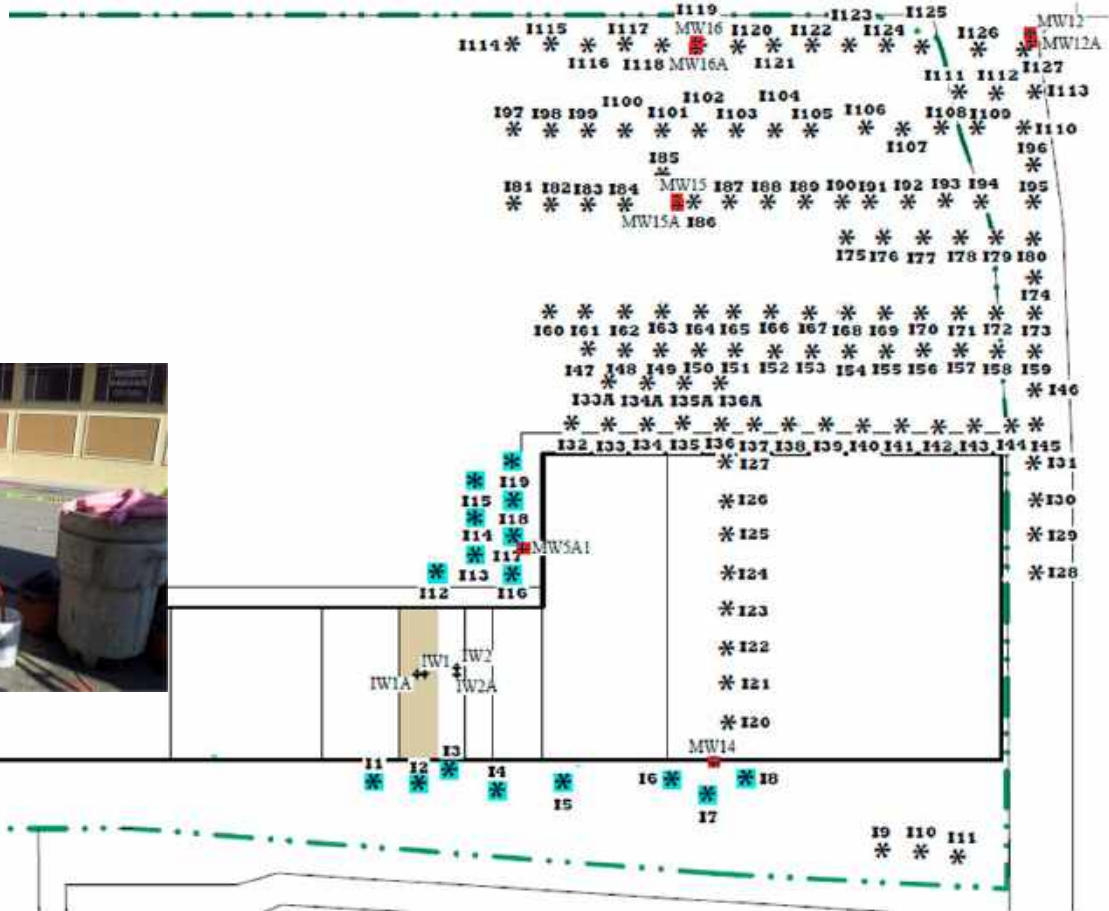 I119 I123 I125
I115 I117 MW16 I120 I122 I124 I126 MW12
I114 MW12A
I116 I118 MW16A I121 I127
I111 I112 I113
I100 I102 I104
I97 I98 I99 I101 I103 I105 I106 I108 I109 I110
I107 I96
I85
I81 I82 I83 I84 MW15 I87 I88 I89 I90 I91 I92 I93 I94 I95
MW15A I86
I75 I76 I77 I78 I79 I80
I74
I60 I61 I62 I63 I64 I65 I66 I67 I68 I69 I70 I71 I72 I73
I47 I48 I49 I50 I51 I52 I53 I54 I55 I56 I57 I58 I59
I33A I34A I35A I36A I46
I32 I33 I34 I35 I36 I37 I38 I39 I40 I41 I42 I43 I44 I45
I27 I31
I19
I15 I26 I30
I18
I14 I25 I29
I17 MW5A1
I13 I24 I28
I12 I16
I23
I22
IW1 IW2
IW1A IW2A I21
I20
MW14
I1 I2 I3 I4 I6 I8
I5 I7
I9 I10 I11